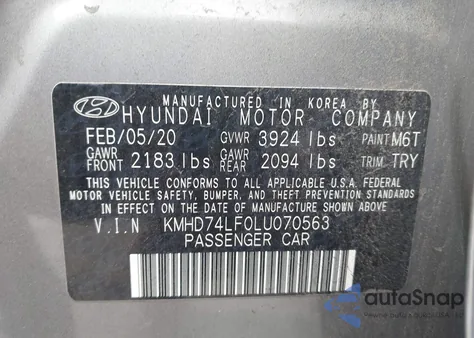 MANUFACTURED IN KOREA BY
HYUNDAI MOTOR COMPANY
FEB/05/20 GVWR 3924 lbs PAINT M6T
GAWR FRONT 2183 lbs GAWR REAR 2094 lbs TRIM TRY
THIS VEHICLE CONFORMS TO ALL APPLICABLE U.S.A. FEDERAL
MOTOR VEHICLE SAFETY, BUMPER, AND THEFT PREVENTION STANDARDS
IN EFFECT ON THE DATE OF MANUFACTURE SHOWN ABOVE.
V.I.N KMHD74LF0LU070563
PASSENGER CAR
autoSnap